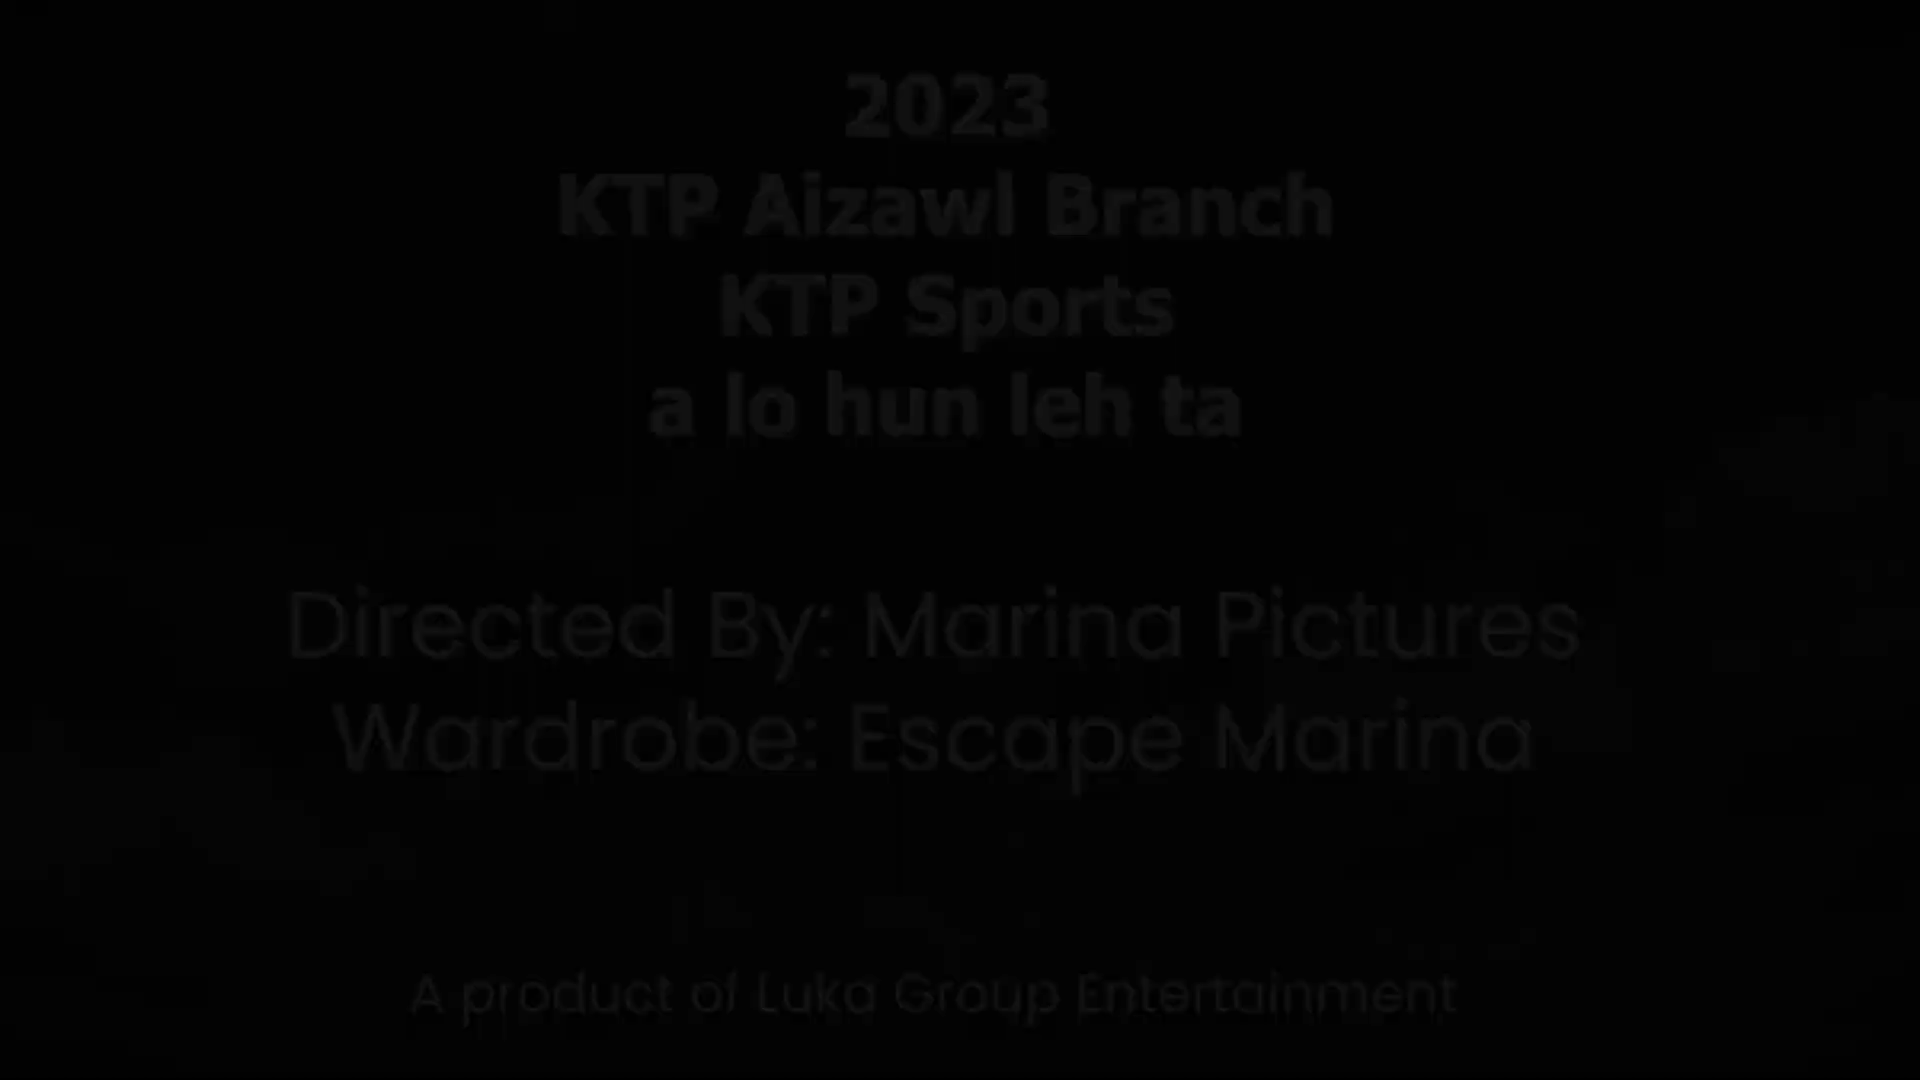 2023
KTP Aizawl Branch
KTP Sports
a lo hun leh ta
Directed By: Marina Pictures
Wardrobe: Escape Marina
A product of Luka Group Entertainment